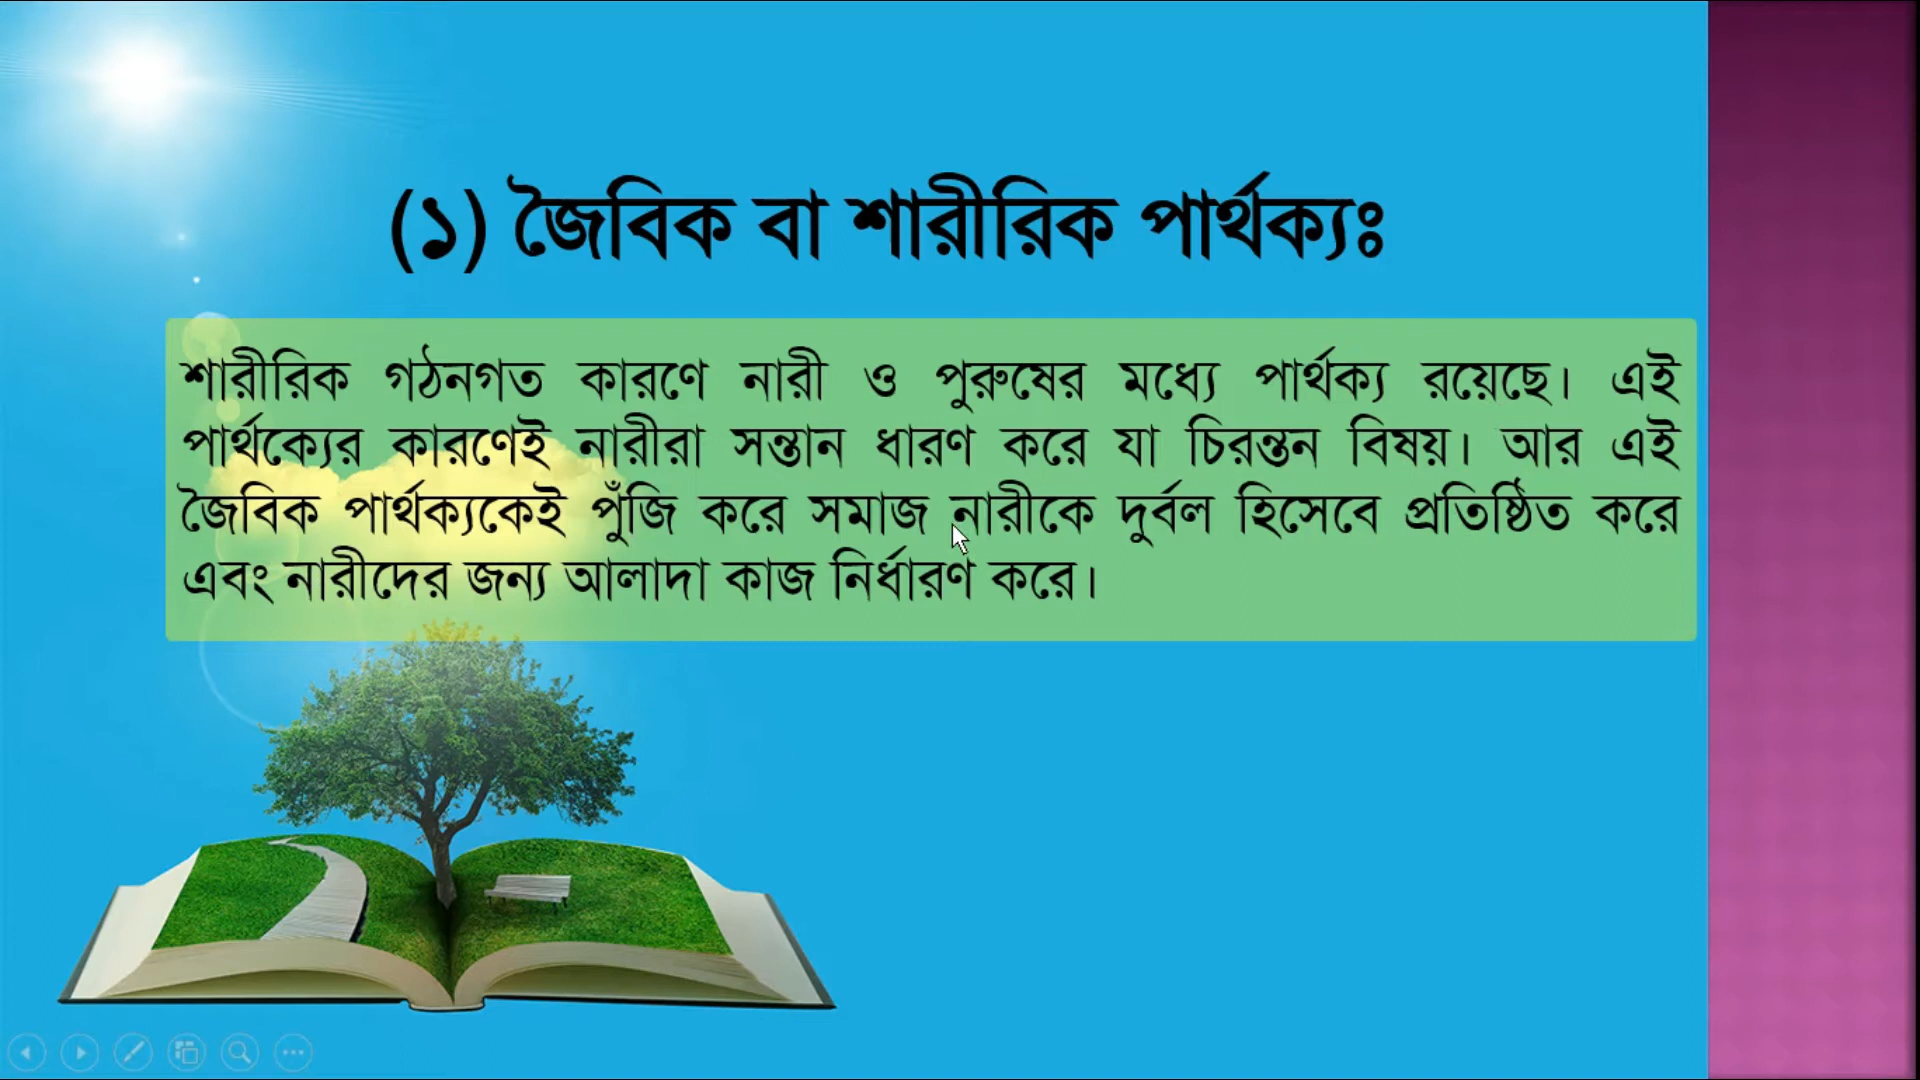 (১) জৈবিক বা শারীরিক পার্থক্যঃ
শারীরিক গঠনগত কারণে নারী ও পুরুষের মধ্যে পার্থক্য রয়েছে। এই
পার্থক্যের কারণেই নারীরা সন্তান ধারণ করে যা চিরন্তন বিষয়। আর এই
জৈবিক পার্থক্যকেই পুঁজি করে সমাজ নারীকে দুর্বল হিসেবে প্রতিষ্ঠিত করে
এবং নারীদের জন্য আলাদা কাজ নির্ধারণ করে।